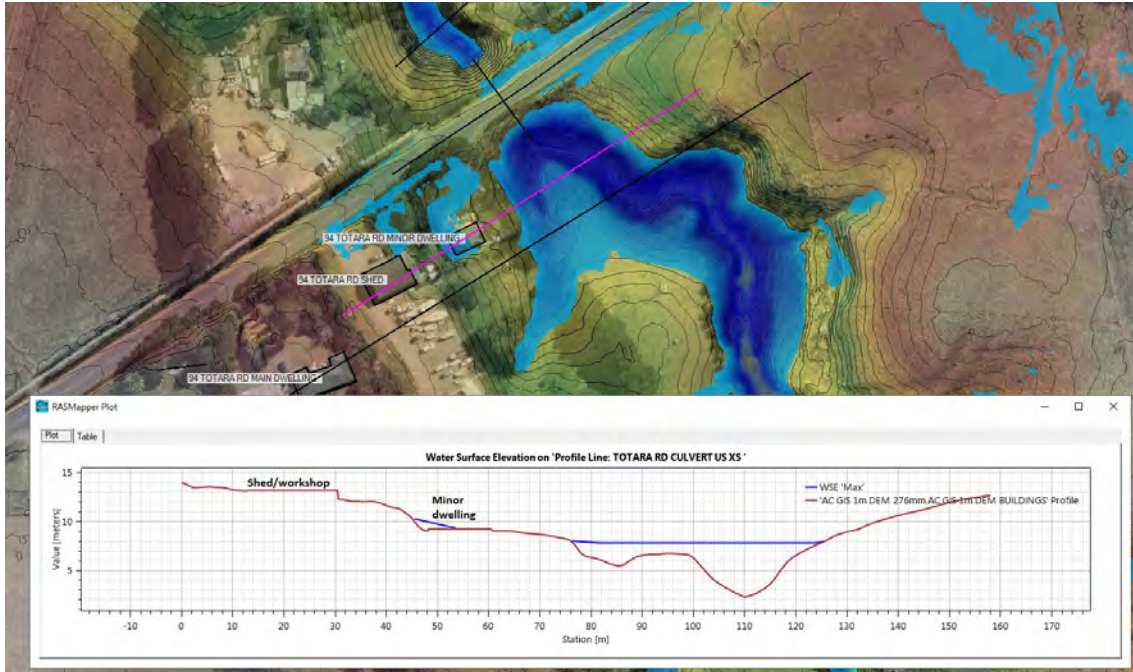 94 TOTARA RD MINOR DWELLING
94 TOTARA RD SHED
94 TOTARA RD MAIN DWELLING
RASMapper Plot
Plot
Table
Water Surface Elevation on 'Profile Line: TOTARA RD CULVERT US XS '
15
Shed/workshop
Minor
dwelling
WSE 'Max'
'AC GIS 1m DEM 276mm.AC GIS 1m DEM BUILDINGS' Profile
10
5
Value [meters]
-10 0 10 20 30 40 50 60 70 80 90 100 110 120 130 140 150 160 170
Station [m]